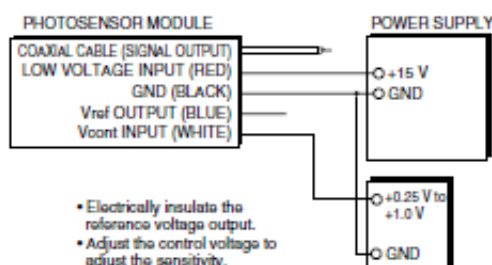 PHOTOSENSOR MODULE
POWER SUPPLY
COAXIAL CABLE (SIGNAL OUTPUT)
LOW VOLTAGE INPUT (RED)
GND (BLACK)
Vref OUTPUT (BLUE)
Vcont INPUT (WHITE)
+15 V
GND
+0.25 V to
+1.0 V
GND
• Electrically insulate the
reference voltage output.
• Adjust the control voltage to
adjust the sensitivity.